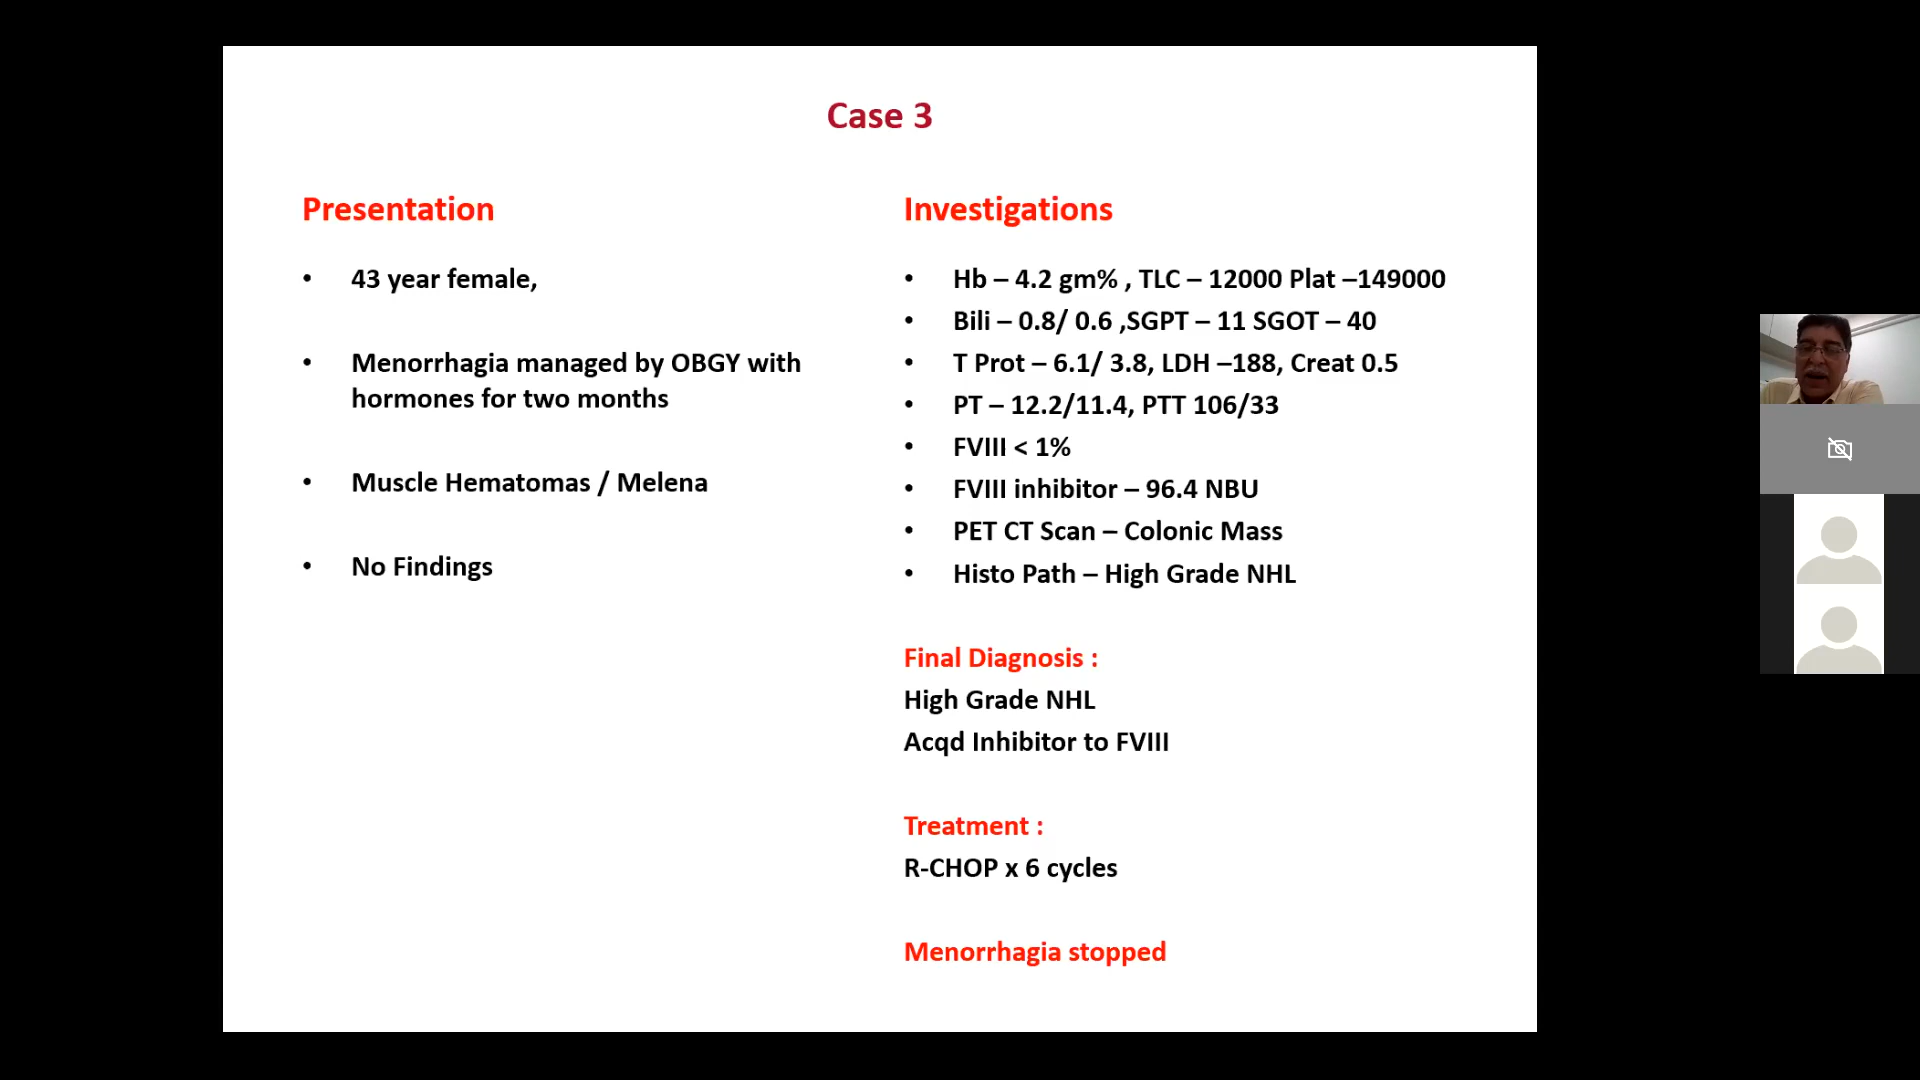 Case 3
Presentation
• 43 year female,
• Menorrhagia managed by OBGY with
hormones for two months
• Muscle Hematomas / Melena
• No Findings
Investigations
• Hb – 4.2 gm% , TLC – 12000 Plat –149000
• Bili – 0.8/ 0.6 ,SGPT – 11 SGOT – 40
• T Prot – 6.1/ 3.8, LDH –188, Creat 0.5
• PT – 12.2/11.4, PTT 106/33
• FVIII < 1%
• FVIII inhibitor – 96.4 NBU
• PET CT Scan – Colonic Mass
• Histo Path – High Grade NHL
Final Diagnosis :
High Grade NHL
Acqd Inhibitor to FVIII
Treatment :
R-CHOP x 6 cycles
Menorrhagia stopped